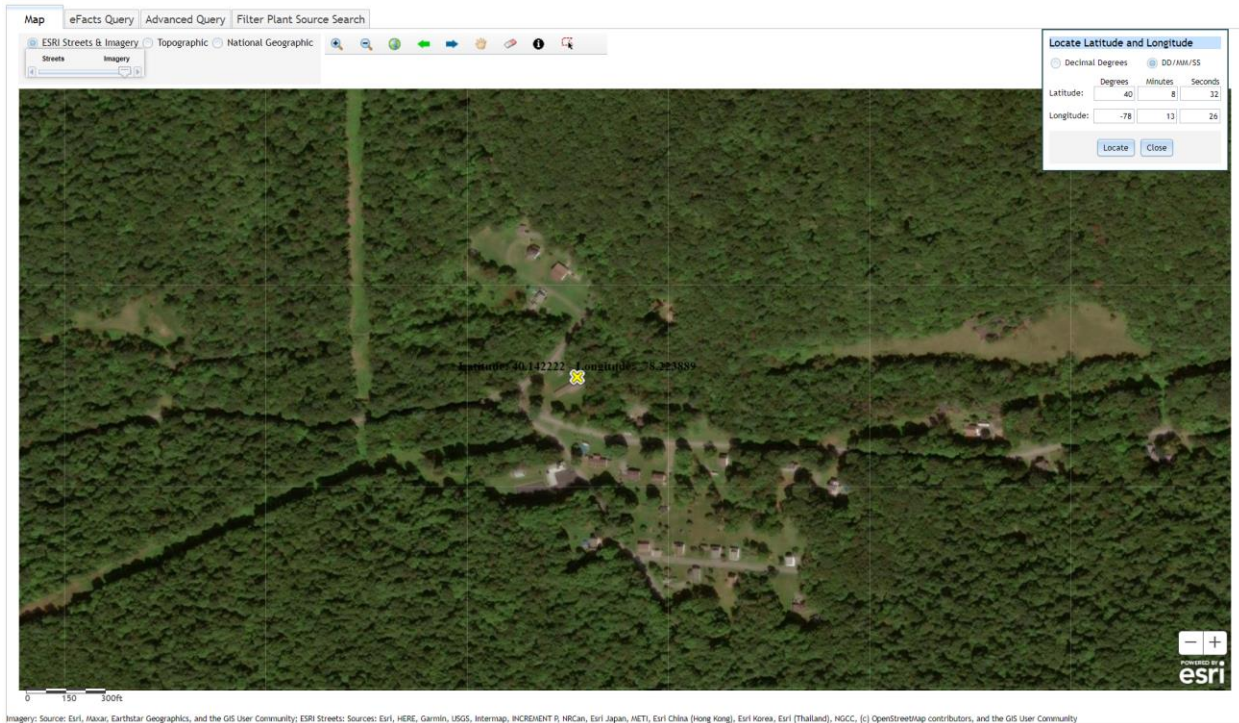 Map eFacts Query Advanced Query Filter Plant Source Search
ESRI Streets & Imagery Topographic National Geographic
Streets Imagery
Locate Latitude and Longitude
Decimal Degrees DD/MM/SS
Degrees Minutes Seconds
Latitude: 40 8 32
Longitude: -78 13 26
Locate Close
Latitude: 40.142222 Longitude: -78.223889
POWERED BY
esri
0 150 300ft
Imagery: Source: Esri, Maxar, Earthstar Geographics, and the GIS User Community; ESRI Streets: Sources: Esri, HERE, Garmin, USGS, Intermap, INCREMENT P, NRCan, Esri Japan, METI, Esri China (Hong Kong), Esri Korea, Esri (Thailand), NGCC, (c) OpenStreetMap contributors, and the GIS User Community